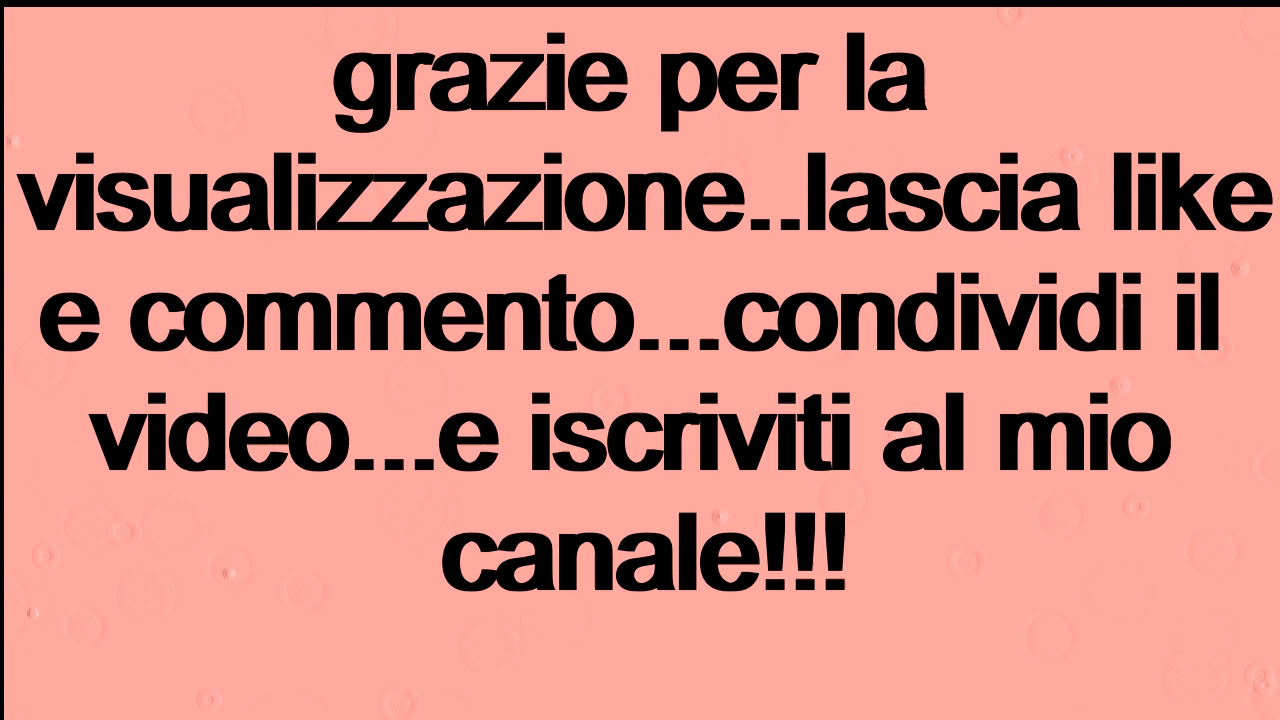 grazie per la
visualizzazione..lascia like
e commento...condividi il
video...e iscriviti al mio
canale!!!